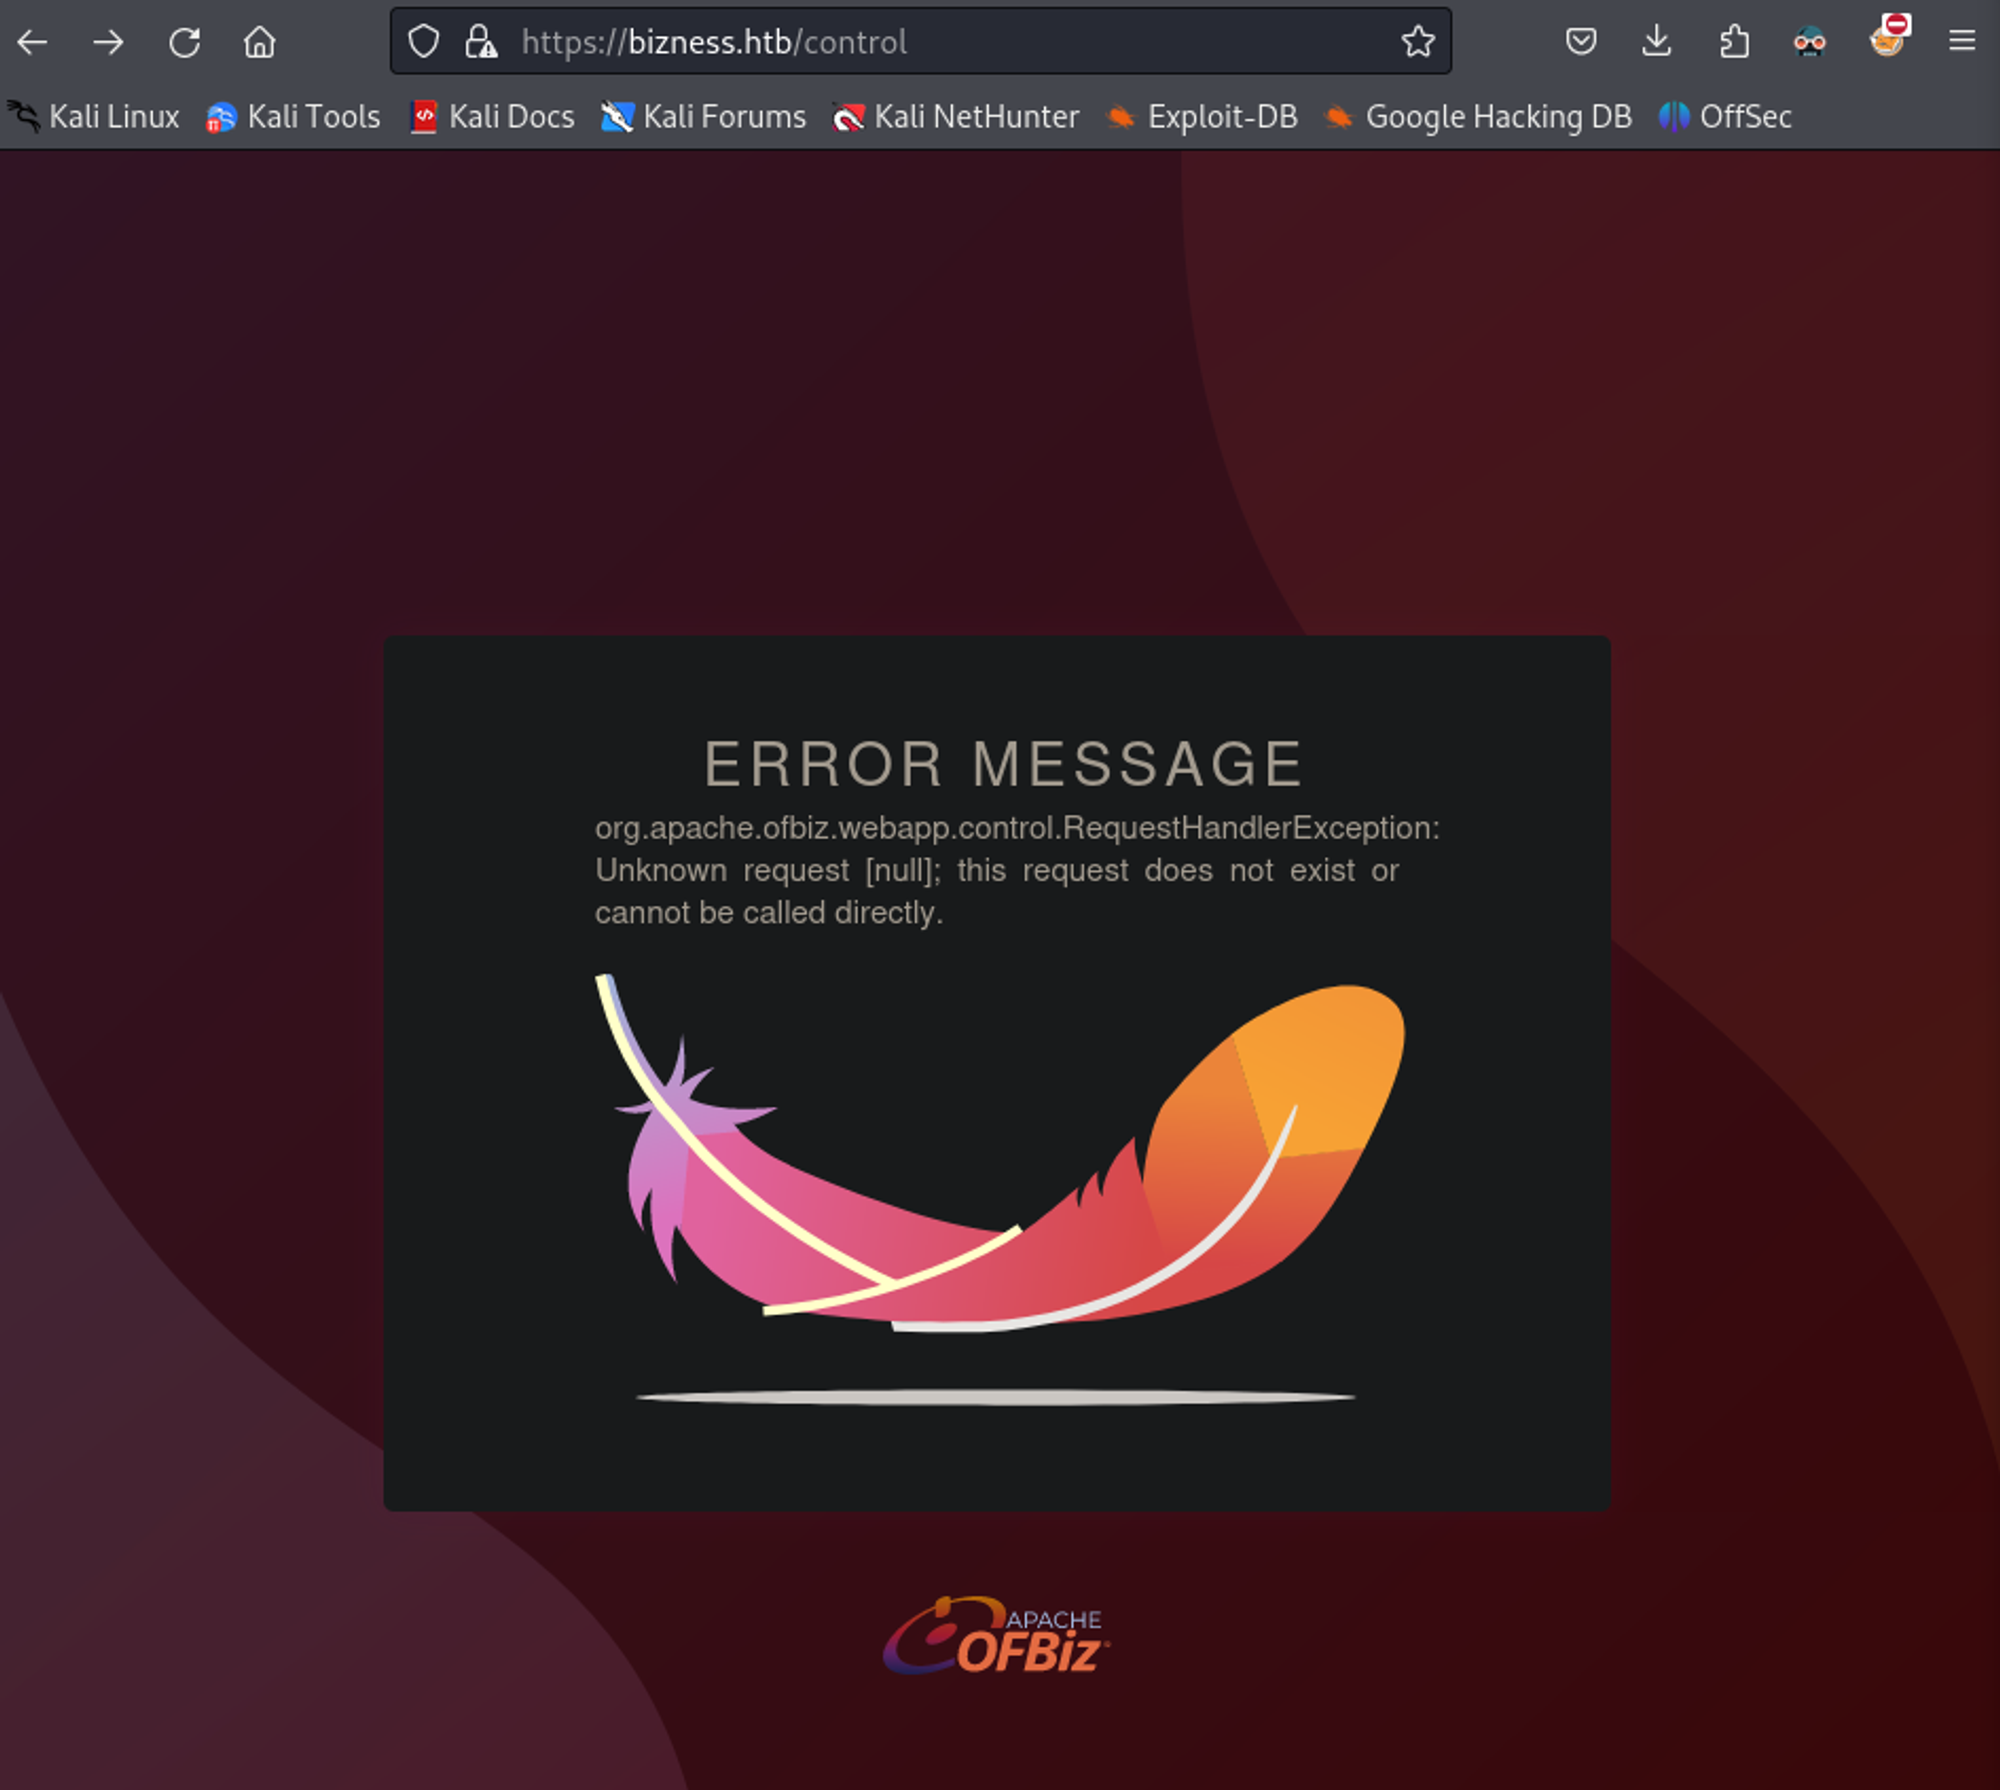 https://bizness.htb/control
Kali Linux Kali Tools Kali Docs Kali Forums Kali NetHunter Exploit-DB Google Hacking DB OffSec
ERROR MESSAGE
org.apache.ofbiz.webapp.control.RequestHandlerException:
Unknown request [null]; this request does not exist or
cannot be called directly.
APACHE
OFBiz